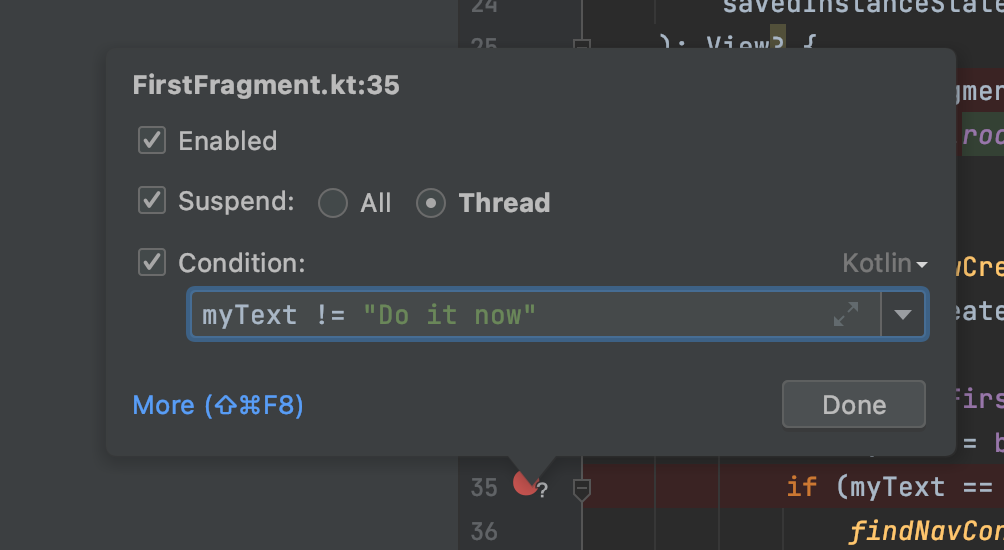 24 savedInstanceState
25 ): View? {
FirstFragment.kt:35
Enabled
Suspend: All Thread
Condition: Kotlin
myText != "Do it now"
More (⇧⌘F8) Done
35 ? if (myText ==
36